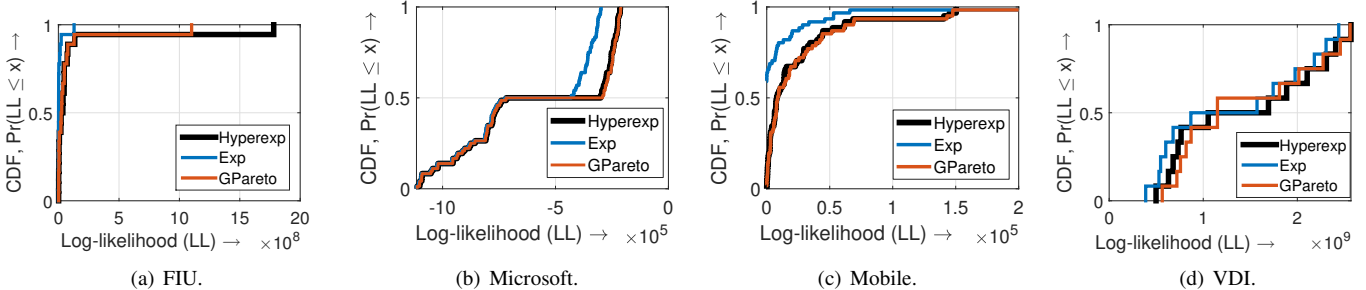 CDF, Pr(LL ≤ x) →
1
0.5
0
Hyperexp
Exp
GPareto
0 5 10 15 20
Log-likelihood (LL) → ×10^8
(a) FIU.
CDF, Pr(LL ≤ x) →
1
0.5
0
Hyperexp
Exp
GPareto
-10 -5 0
Log-likelihood (LL) → ×10^5
(b) Microsoft.
CDF, Pr(LL ≤ x) →
1
0.5
0
Hyperexp
Exp
GPareto
0 0.5 1 1.5 2
Log-likelihood (LL) → ×10^5
(c) Mobile.
CDF, Pr(LL ≤ x) →
1
0.5
0
Hyperexp
Exp
GPareto
0 1 2
Log-likelihood (LL) → ×10^9
(d) VDI.